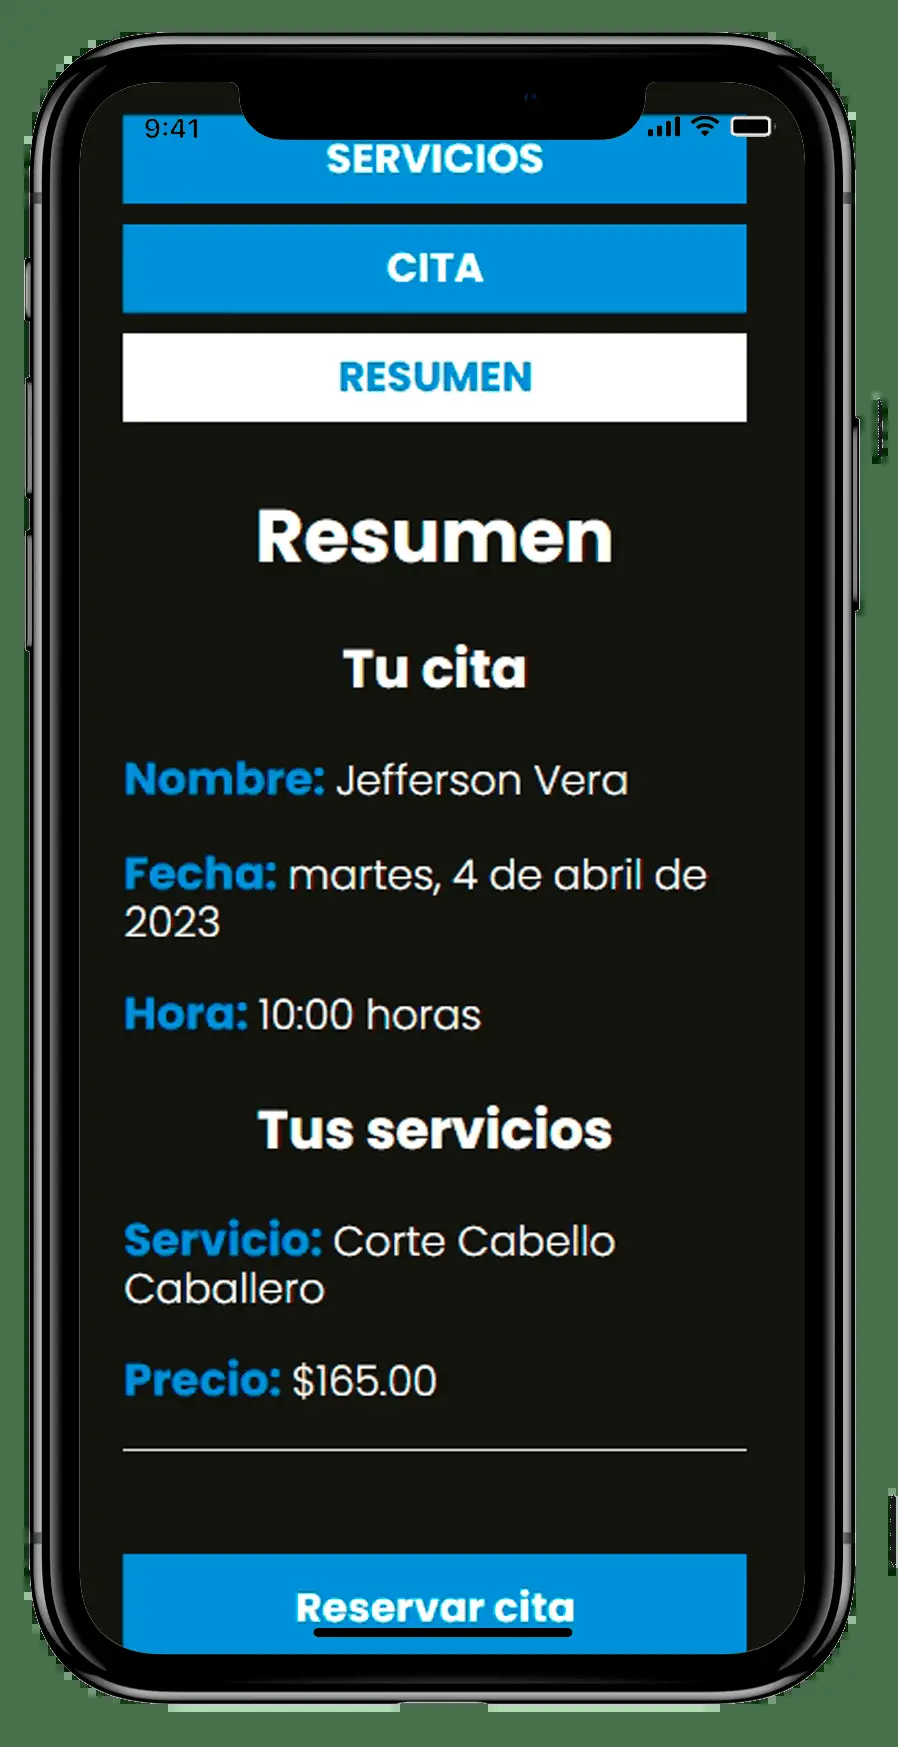 9:41
SERVICIOS
CITA
RESUMEN
Resumen
Tu cita
Nombre: Jefferson Vera
Fecha: martes, 4 de abril de
2023
Hora: 10:00 horas
Tus servicios
Servicio: Corte Cabello
Caballero
Precio: $165.00
Reservar cita